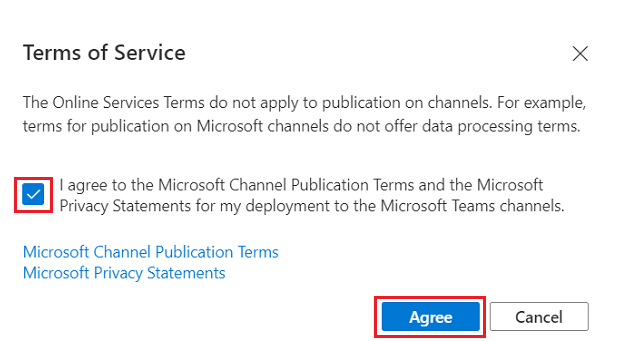 Terms of Service
The Online Services Terms do not apply to publication on channels. For example,
terms for publication on Microsoft channels do not offer data processing terms.
I agree to the Microsoft Channel Publication Terms and the Microsoft
Privacy Statements for my deployment to the Microsoft Teams channels.
Microsoft Channel Publication Terms
Microsoft Privacy Statements
Agree
Cancel